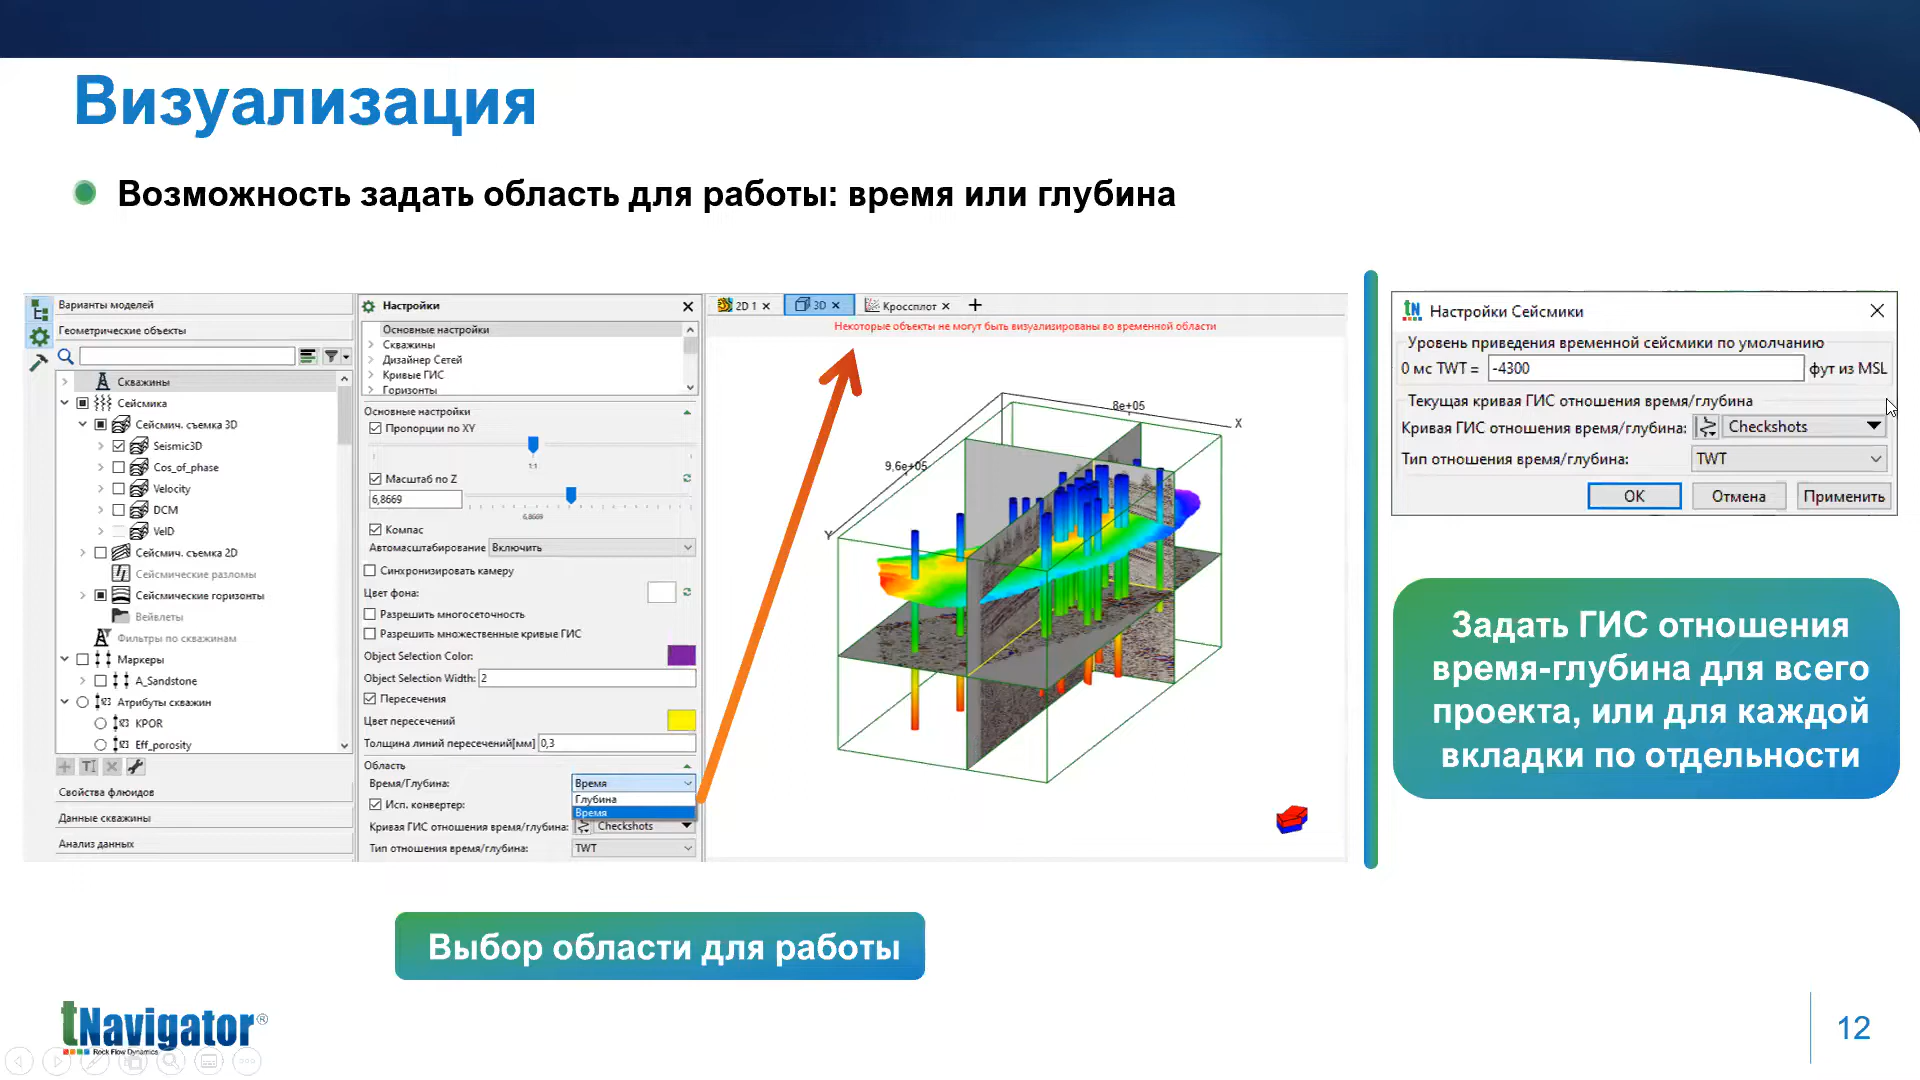 Визуализация
Возможность задать область для работы: время или глубина
Варианты моделей
Геометрические объекты
Скважины
Сейсмика
Сейсмич. съемка 3D
Seismic3D
Cos_of_phase
Velocity
DCM
VelD
Сейсмич. съемка 2D
Сейсмические разломы
Сейсмические горизонты
Вейвлеты
Фильтры по скважинам
Маркеры
A_Sandstone
Атрибуты скважин
KPOR
Eff_porosity
Свойства флюидов
Данные скважины
Анализ данных
Настройки
Основные настройки
Скважины
Дизайнер Сетей
Кривые ГИС
Горизонты
Основные настройки
Пропорции по XY
1:1
Масштаб по Z
6,8669
6,8669
Компас
Автомасштабирование Включить
Синхронизировать камеру
Цвет фона:
Разрешить многосеточность
Разрешить множественные кривые ГИС
Object Selection Color:
Object Selection Width: 2
Пересечения
Цвет пересечений
Толщина линий пересечений[мм] 0,3
Область
Время/Глубина: Время
Глубина
Время
Исп. конвертер:
Кривая ГИС отношения время/глубина: Checkshots
Тип отношения время/глубина: TWT
2D 1
3D
Кроссплот
Некоторые объекты не могут быть визуализированы во временной области
8e+05
X
9,6e+05
Y
Настройки Сейсмики
Уровень приведения временной сейсмики по умолчанию
0 мс TWT = -4300 фут из MSL
Текущая кривая ГИС отношения время/глубина
Кривая ГИС отношения время/глубина: Checkshots
Тип отношения время/глубина: TWT
OK Отмена Применить
Задать ГИС отношения
время-глубина для всего
проекта, или для каждой
вкладки по отдельности
Выбор области для работы
tNavigator®
Rock Flow Dynamics
12